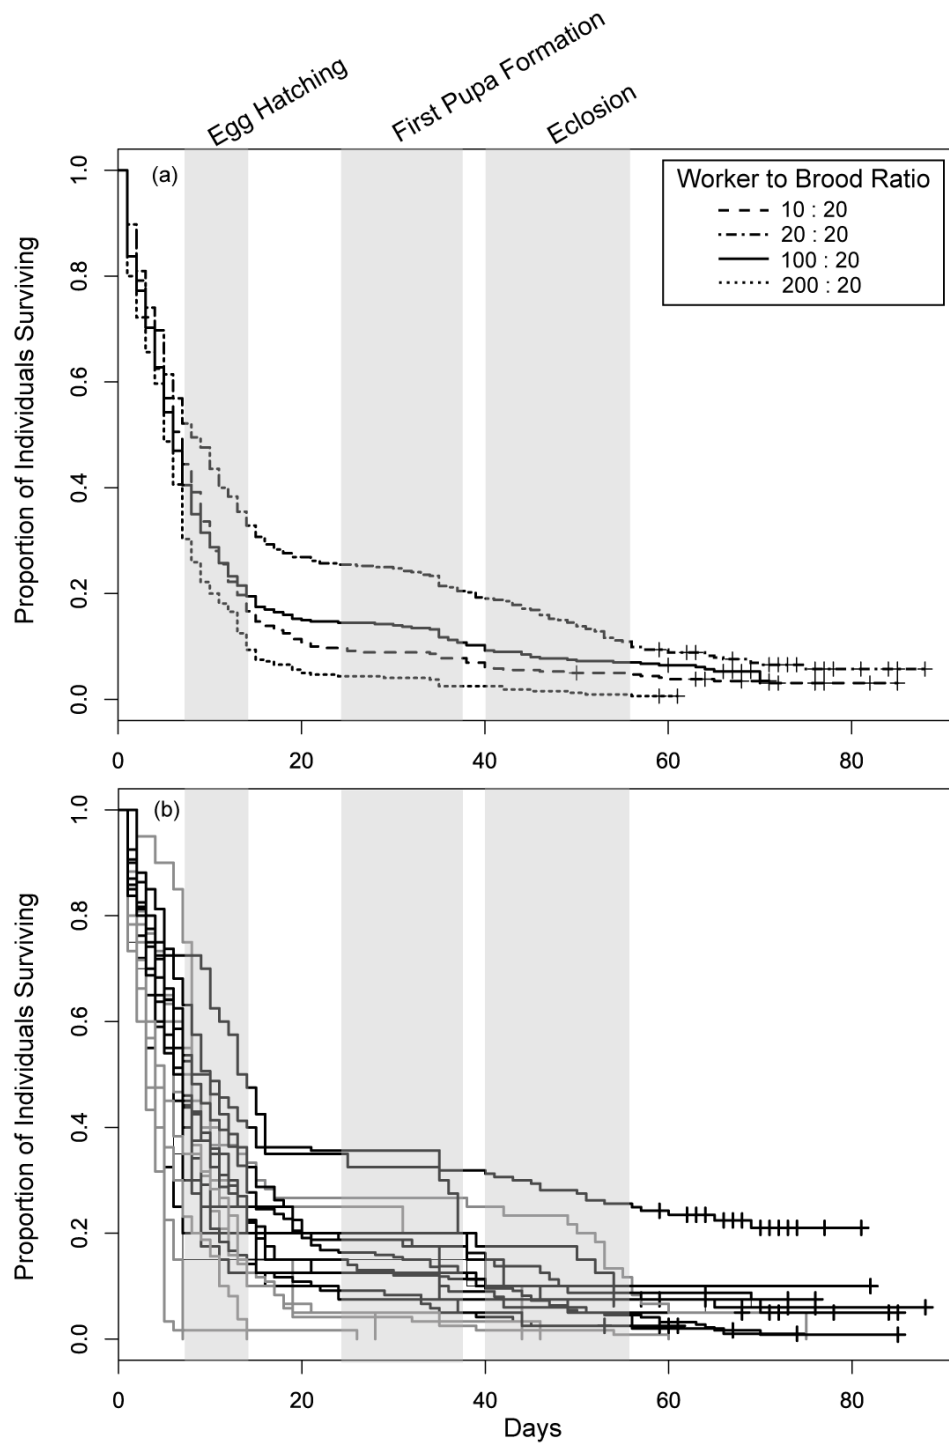 Egg Hatching
First Pupa Formation
Eclosion
(a)
Worker to Brood Ratio
10 : 20
20 : 20
100 : 20
200 : 20
Proportion of Individuals Surviving
1.0
0.8
0.6
0.4
0.2
0.0
0 20 40 60 80
(b)
Proportion of Individuals Surviving
1.0
0.8
0.6
0.4
0.2
0.0
0 20 40 60 80
Days